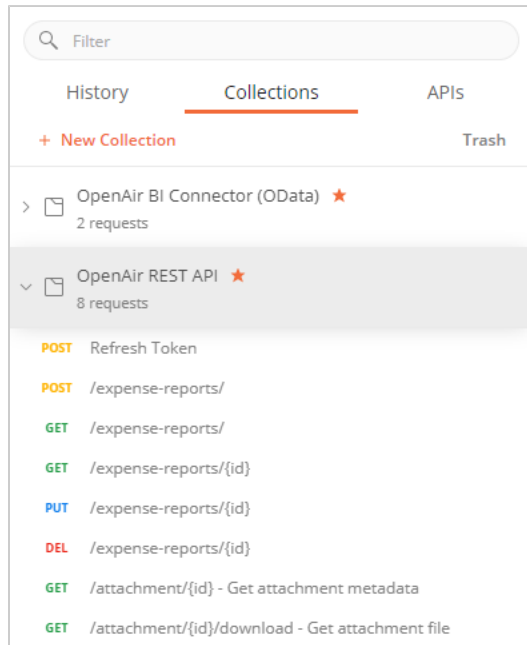 Filter
History Collections APIs
+ New Collection Trash
OpenAir BI Connector (OData)
2 requests
OpenAir REST API
8 requests
POST Refresh Token
POST /expense-reports/
GET /expense-reports/
GET /expense-reports/{id}
PUT /expense-reports/{id}
DEL /expense-reports/{id}
GET /attachment/{id} - Get attachment metadata
GET /attachment/{id}/download - Get attachment file